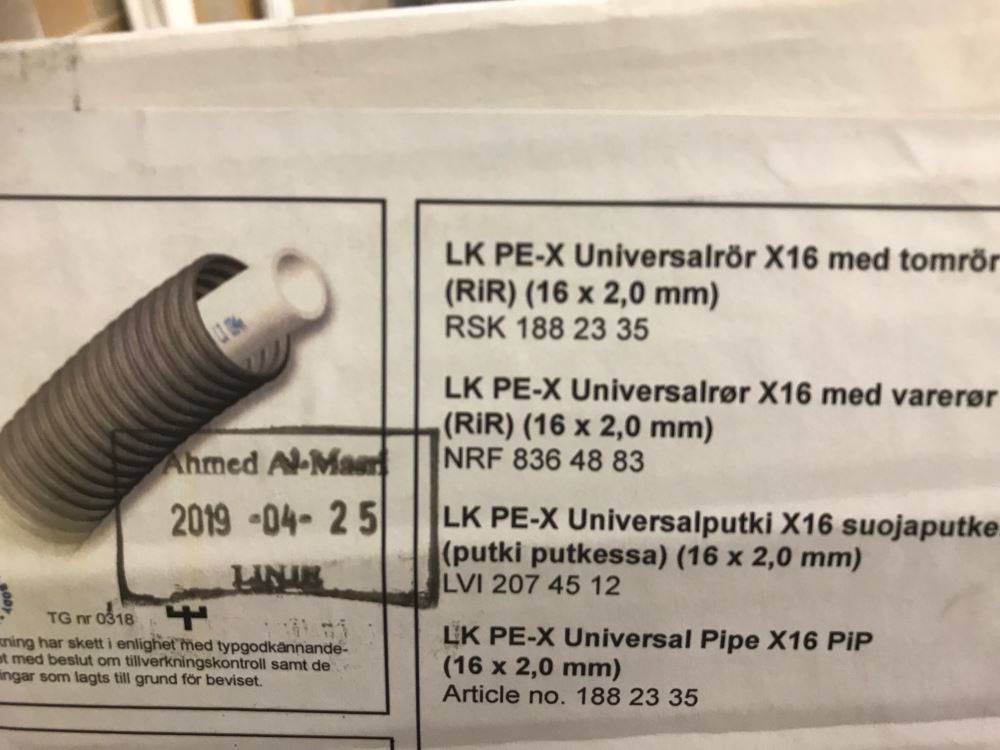 LK PE-X Universalrör X16 med tomrör
(RiR) (16 x 2,0 mm)
RSK 188 23 35
LK PE-X Universalrør X16 med varerør
(RiR) (16 x 2,0 mm)
NRF 836 48 83
LK PE-X Universalputki X16 suojaputke
(putki putkessa) (16 x 2,0 mm)
LVI 207 45 12
LK PE-X Universal Pipe X16 PiP
(16 x 2,0 mm)
Article no. 188 23 35
Ahmed
2019 -04- 25
TG nr 0318
kning har skett i enlighet med typgodkännande-
t med beslut om tillverkningskontroll samt de
ingar som lagts till grund för beviset.